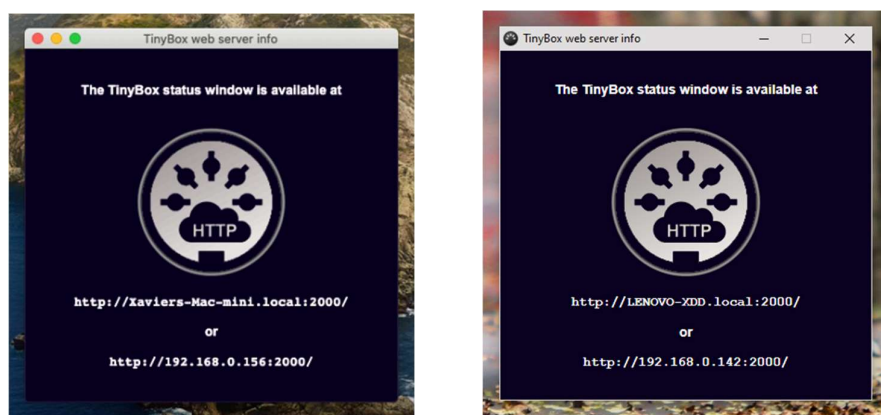 TinyBox web server info
The TinyBox status window is available at
HTTP
http://Xaviers-Mac-mini.local:2000/
or
http://192.168.0.156:2000/
TinyBox web server info
The TinyBox status window is available at
HTTP
http://LENOVO-XDD.local:2000/
or
http://192.168.0.142:2000/